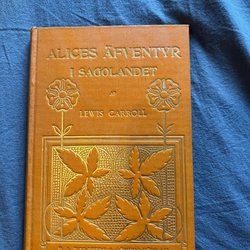 ALICES ÄFVENTYR
I SAGOLANDET
AF
LEWIS CARROLL